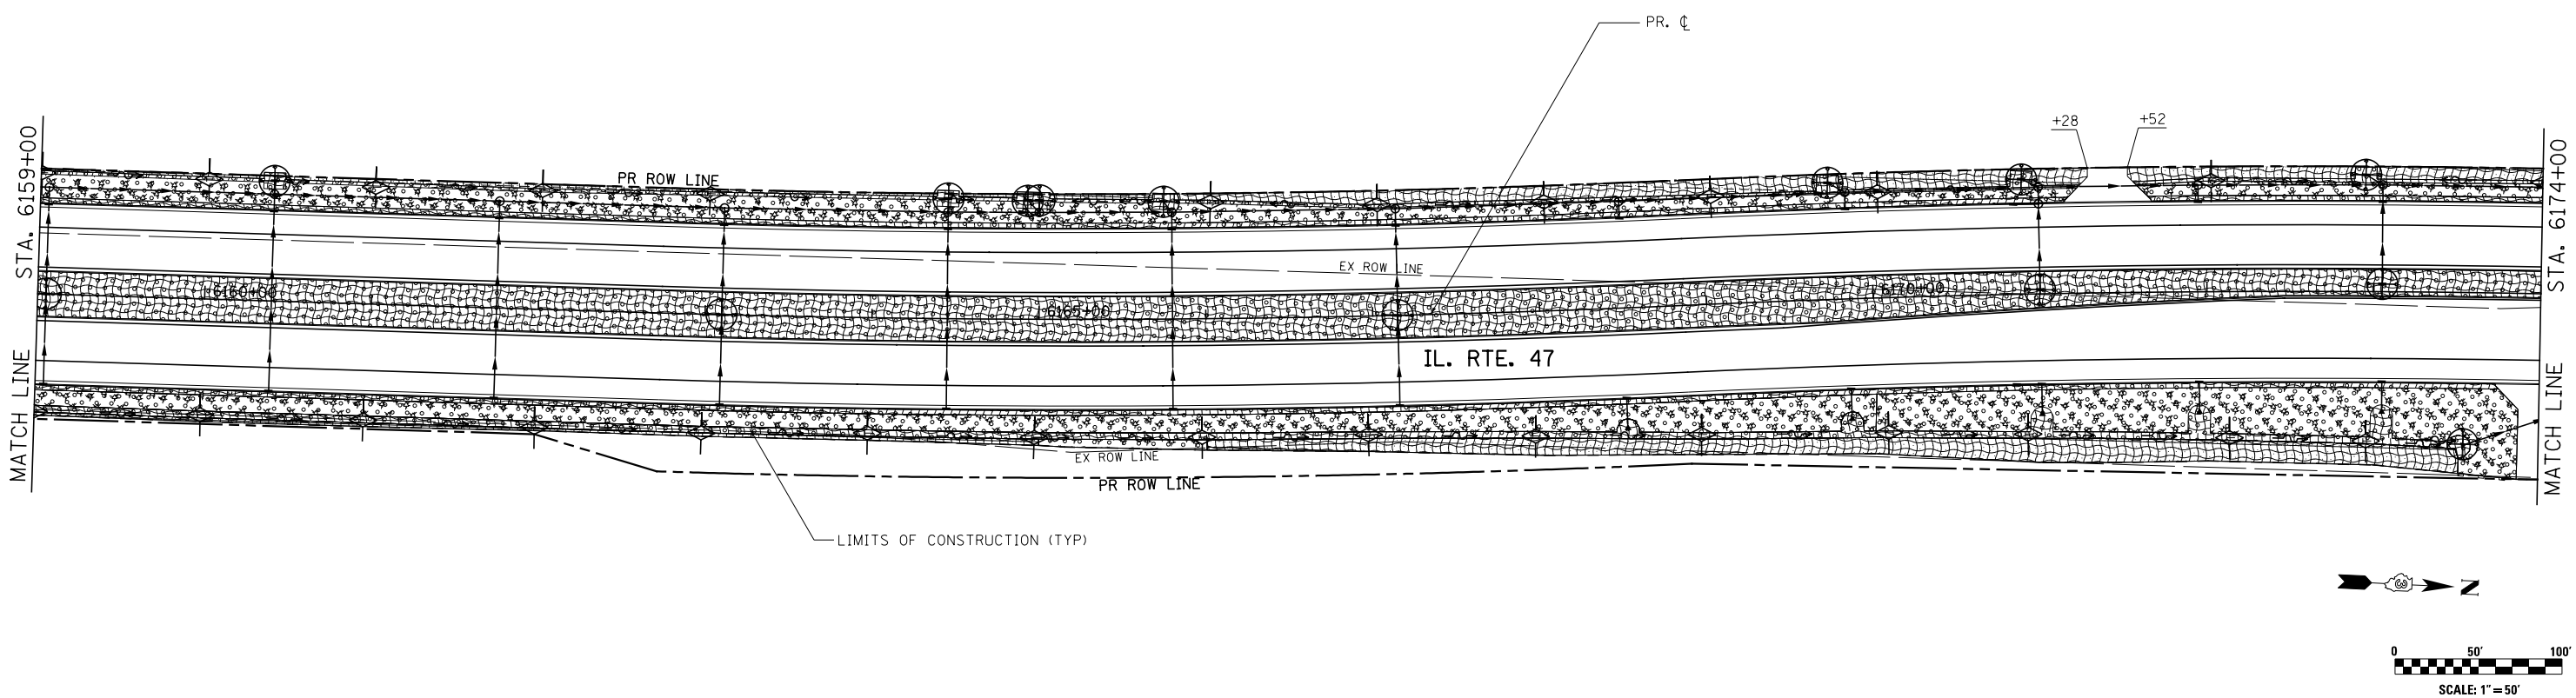 PR. ℄
+28
+52
STA. 6159+00
MATCH LINE
PR ROW LINE
EX ROW LINE
6160+00
6165+00
6170+00
IL. RTE. 47
EX ROW LINE
PR ROW LINE
LIMITS OF CONSTRUCTION (TYP)
STA. 6174+00
MATCH LINE
3
N
0 50' 100'
SCALE: 1" = 50'